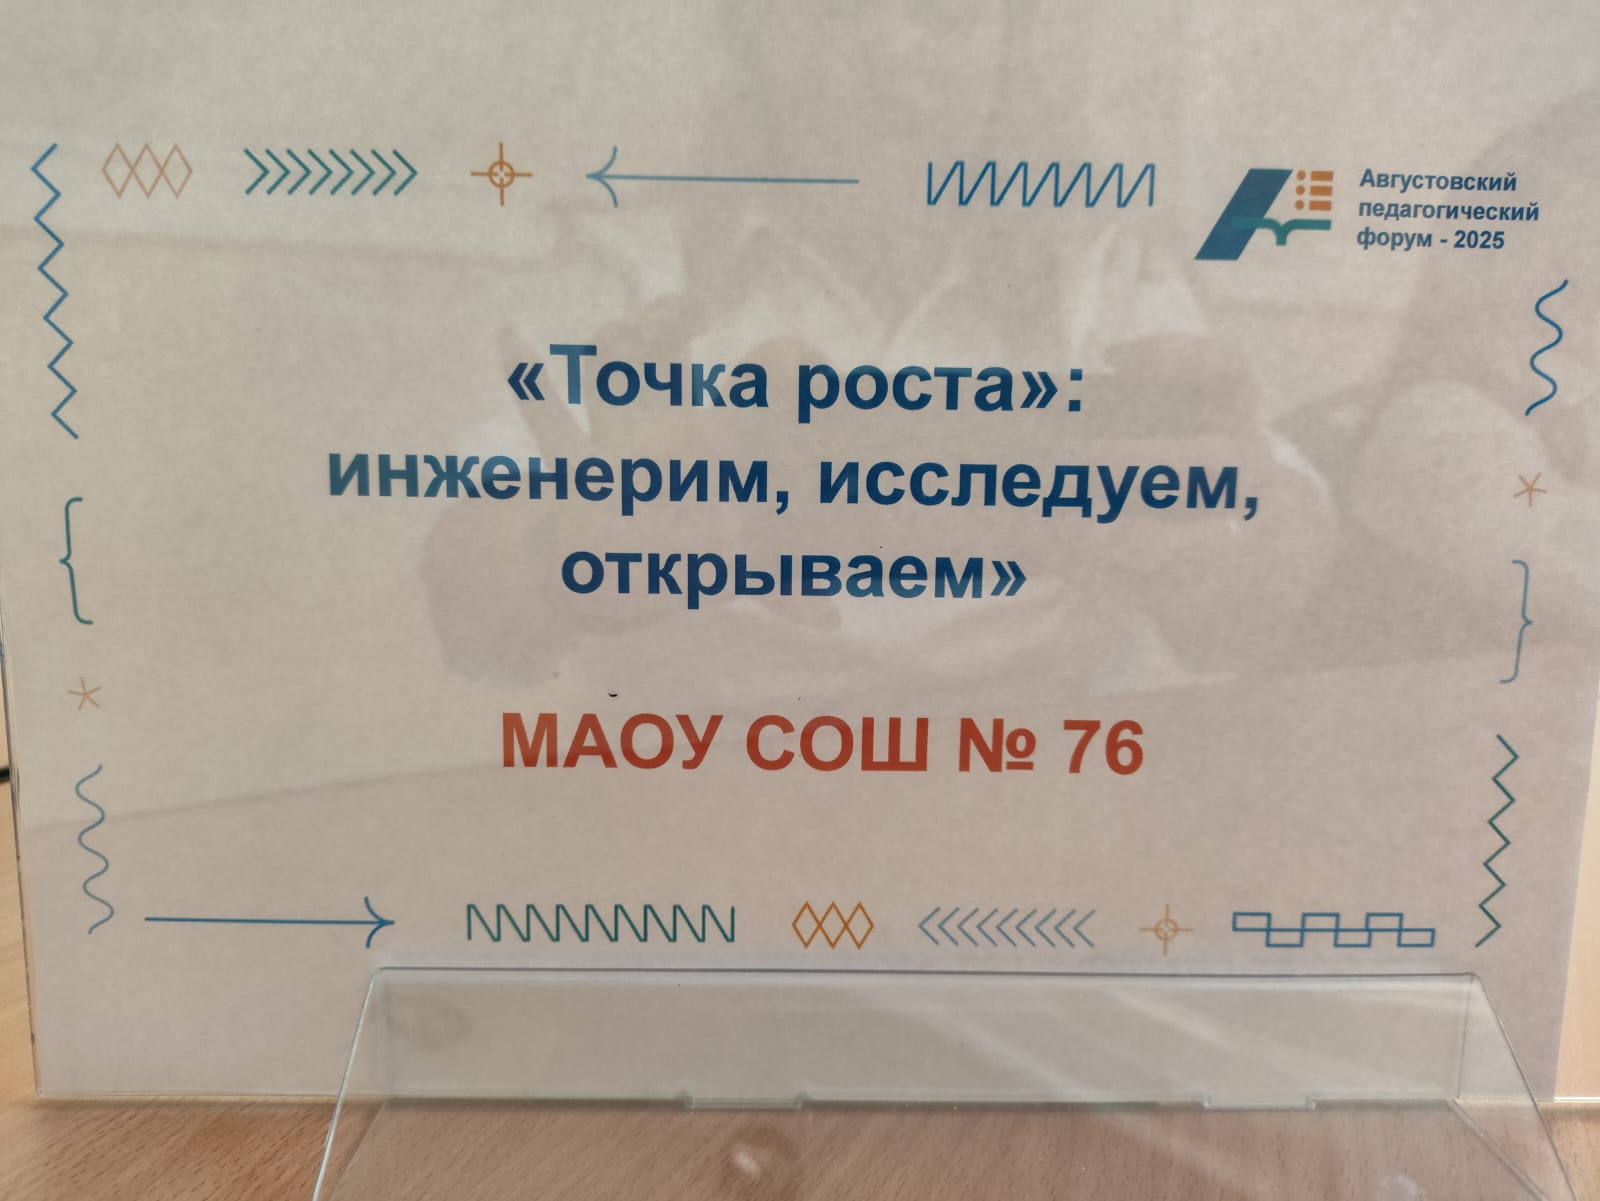 Августовский
педагогический
форум - 2025
«Точка роста»:
инженерим, исследуем,
открываем»
МАОУ СОШ № 76